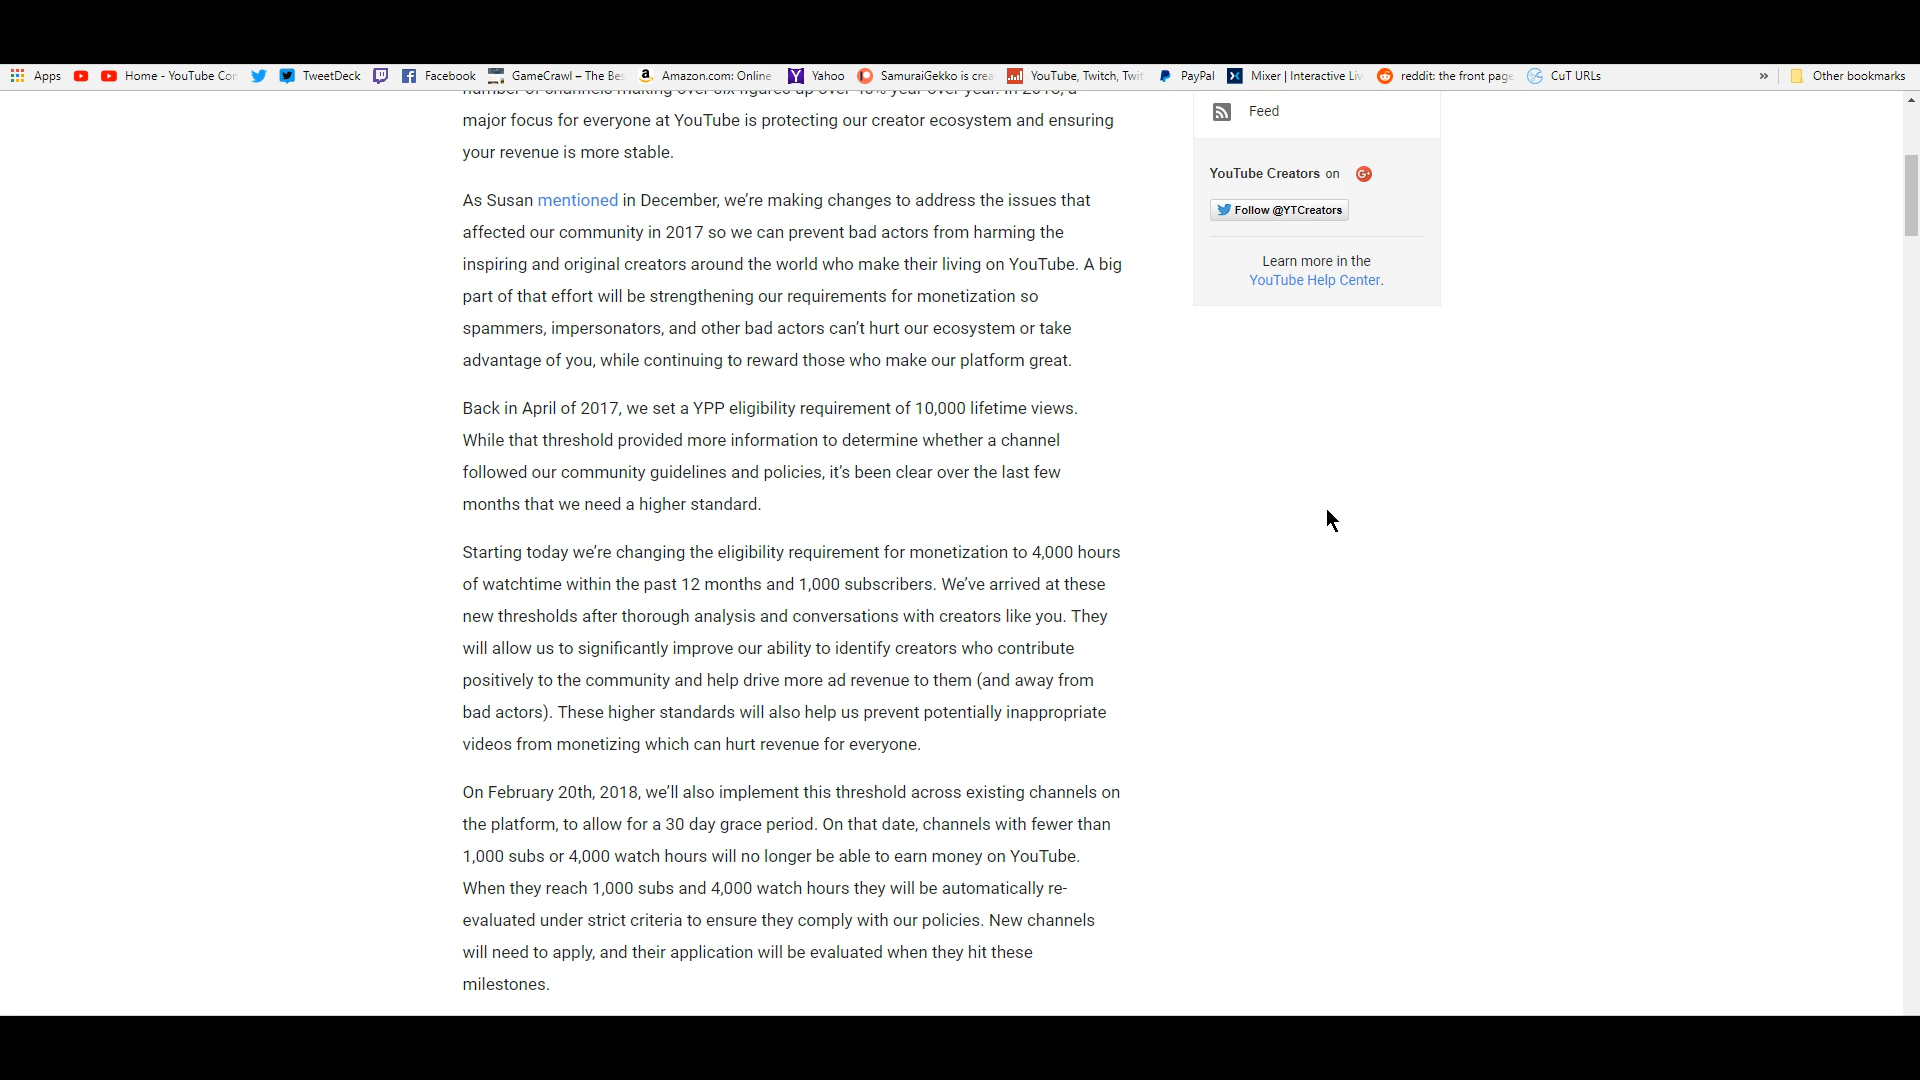 Apps
Home - YouTube Con
TweetDeck
Facebook
GameCrawl – The Bes
Amazon.com: Online
Yahoo
SamuraiGekko is crea
YouTube, Twitch, Twit
PayPal
Mixer | Interactive Liv
reddit: the front page
CuT URLs
»
Other bookmarks
number of channels making over six figures up over 40% year over year. In 2018, a
major focus for everyone at YouTube is protecting our creator ecosystem and ensuring
your revenue is more stable.
As Susan mentioned in December, we’re making changes to address the issues that
affected our community in 2017 so we can prevent bad actors from harming the
inspiring and original creators around the world who make their living on YouTube. A big
part of that effort will be strengthening our requirements for monetization so
spammers, impersonators, and other bad actors can’t hurt our ecosystem or take
advantage of you, while continuing to reward those who make our platform great.
Back in April of 2017, we set a YPP eligibility requirement of 10,000 lifetime views.
While that threshold provided more information to determine whether a channel
followed our community guidelines and policies, it’s been clear over the last few
months that we need a higher standard.
Starting today we’re changing the eligibility requirement for monetization to 4,000 hours
of watchtime within the past 12 months and 1,000 subscribers. We’ve arrived at these
new thresholds after thorough analysis and conversations with creators like you. They
will allow us to significantly improve our ability to identify creators who contribute
positively to the community and help drive more ad revenue to them (and away from
bad actors). These higher standards will also help us prevent potentially inappropriate
videos from monetizing which can hurt revenue for everyone.
On February 20th, 2018, we’ll also implement this threshold across existing channels on
the platform, to allow for a 30 day grace period. On that date, channels with fewer than
1,000 subs or 4,000 watch hours will no longer be able to earn money on YouTube.
When they reach 1,000 subs and 4,000 watch hours they will be automatically re-
evaluated under strict criteria to ensure they comply with our policies. New channels
will need to apply, and their application will be evaluated when they hit these
milestones.
Feed
YouTube Creators on G+
Follow @YTCreators
Learn more in the
YouTube Help Center.